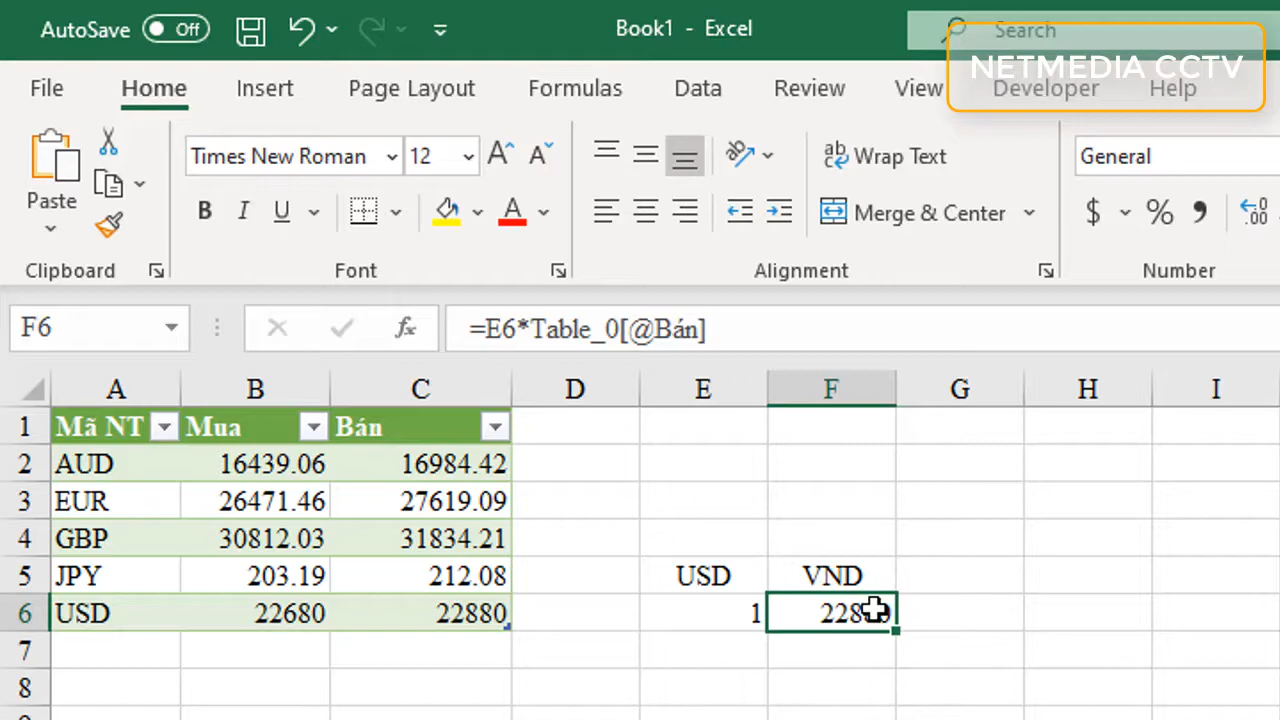 AutoSave Off Book1 - Excel Search
NETMEDIA CCTV
File Home Insert Page Layout Formulas Data Review View Developer Help
Times New Roman 12 Wrap Text General
Paste B I U Merge & Center $ % 9
Clipboard Font Alignment Number
F6 fx =E6*Table_0[@Bán]
A B C D E F G H I
1 Mã NT Mua Bán
2 AUD 16439.06 16984.42
3 EUR 26471.46 27619.09
4 GBP 30812.03 31834.21
5 JPY 203.19 212.08 USD VND
6 USD 22680 22880 1
7
8